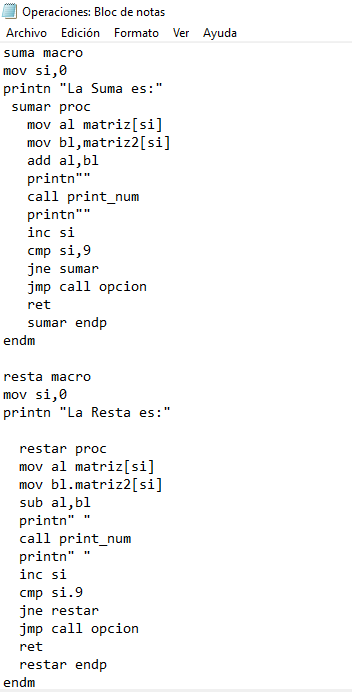 Operaciones: Bloc de notas
Archivo Edición Formato Ver Ayuda
suma macro
mov si,0
printn "La Suma es:"
sumar proc
mov al matriz[si]
mov bl,matriz2[si]
add al,bl
printn""
call print_num
printn""
inc si
cmp si,9
jne sumar
jmp call opcion
ret
sumar endp
endm
resta macro
mov si,0
printn "La Resta es:"
restar proc
mov al matriz[si]
mov bl.matriz2[si]
sub al,bl
printn" "
call print_num
printn" "
inc si
cmp si.9
jne restar
jmp call opcion
ret
restar endp
endm